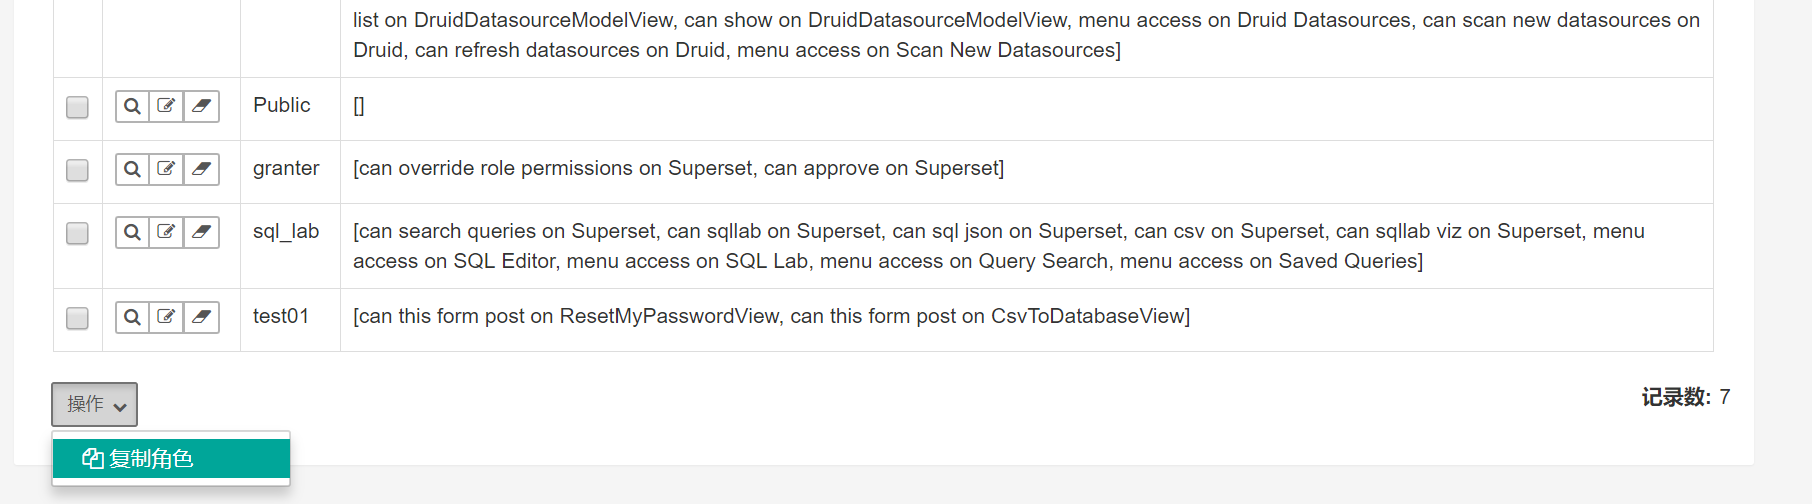 list on DruidDatasourceModelView, can show on DruidDatasourceModelView, menu access on Druid Datasources, can scan new datasources on
Druid, can refresh datasources on Druid, menu access on Scan New Datasources]
Public []
granter [can override role permissions on Superset, can approve on Superset]
sql_lab [can search queries on Superset, can sqllab on Superset, can sql json on Superset, can csv on Superset, can sqllab viz on Superset, menu
access on SQL Editor, menu access on SQL Lab, menu access on Query Search, menu access on Saved Queries]
test01 [can this form post on ResetMyPasswordView, can this form post on CsvToDatabaseView]
操作 记录数: 7
复制角色